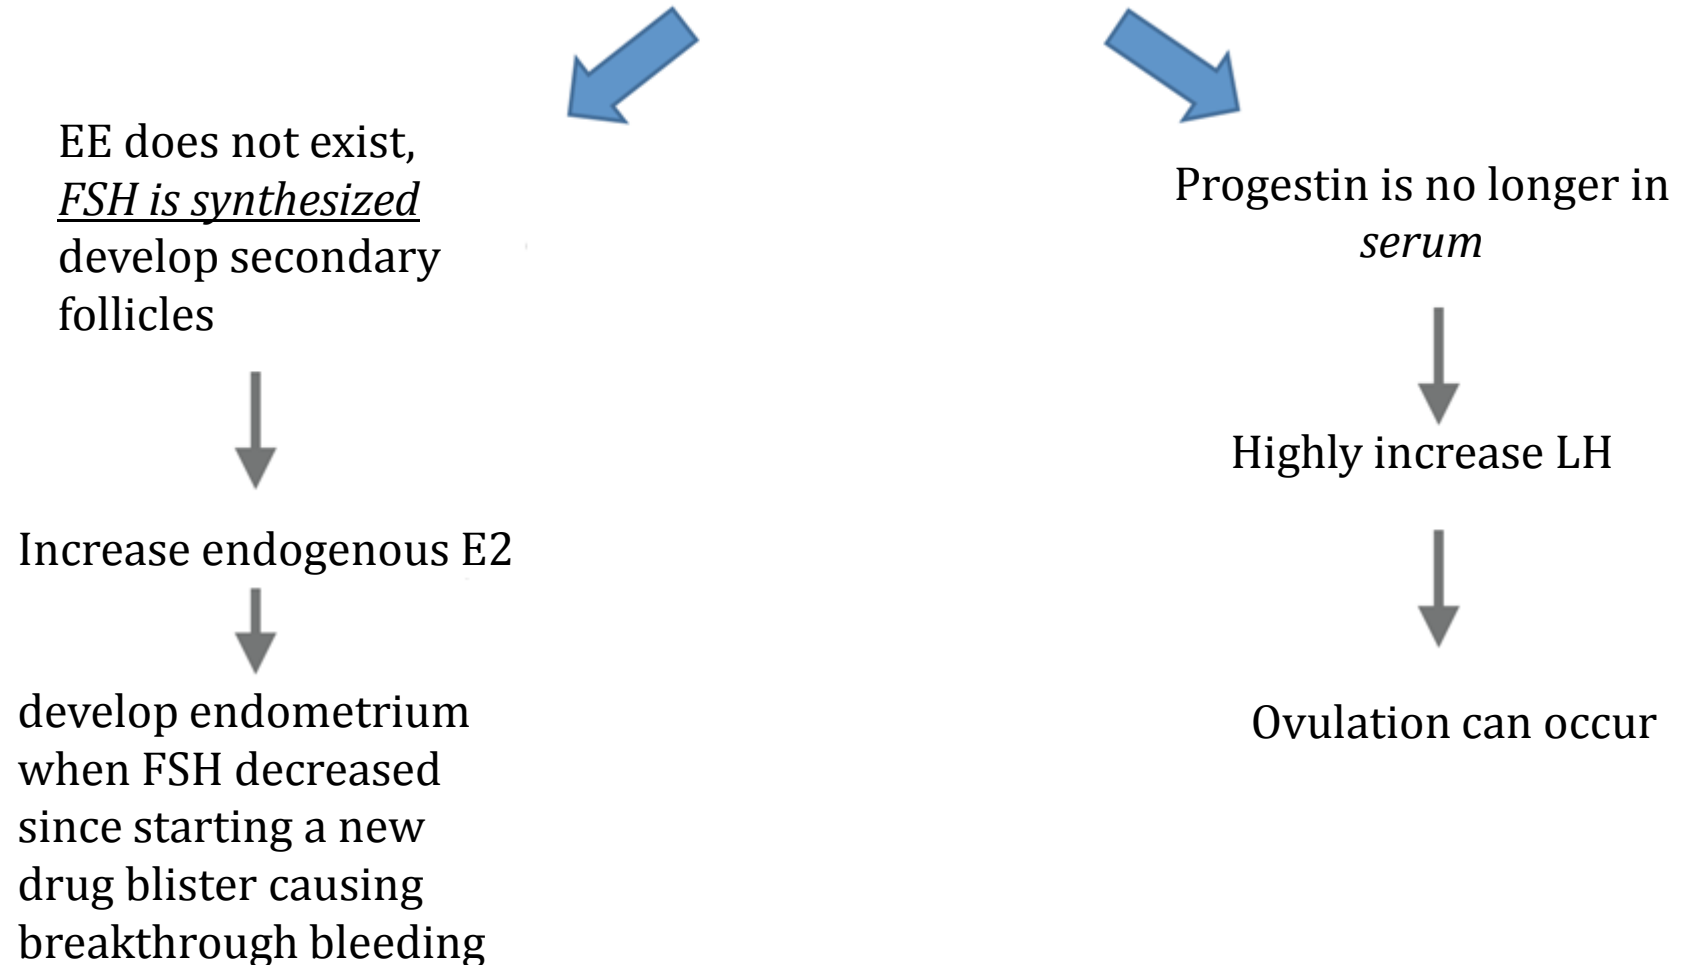 EE does not exist,
FSH is synthesized
develop secondary
follicles
Increase endogenous E2
develop endometrium
when FSH decreased
since starting a new
drug blister causing
breakthrough bleeding
Progestin is no longer in
serum
Highly increase LH
Ovulation can occur